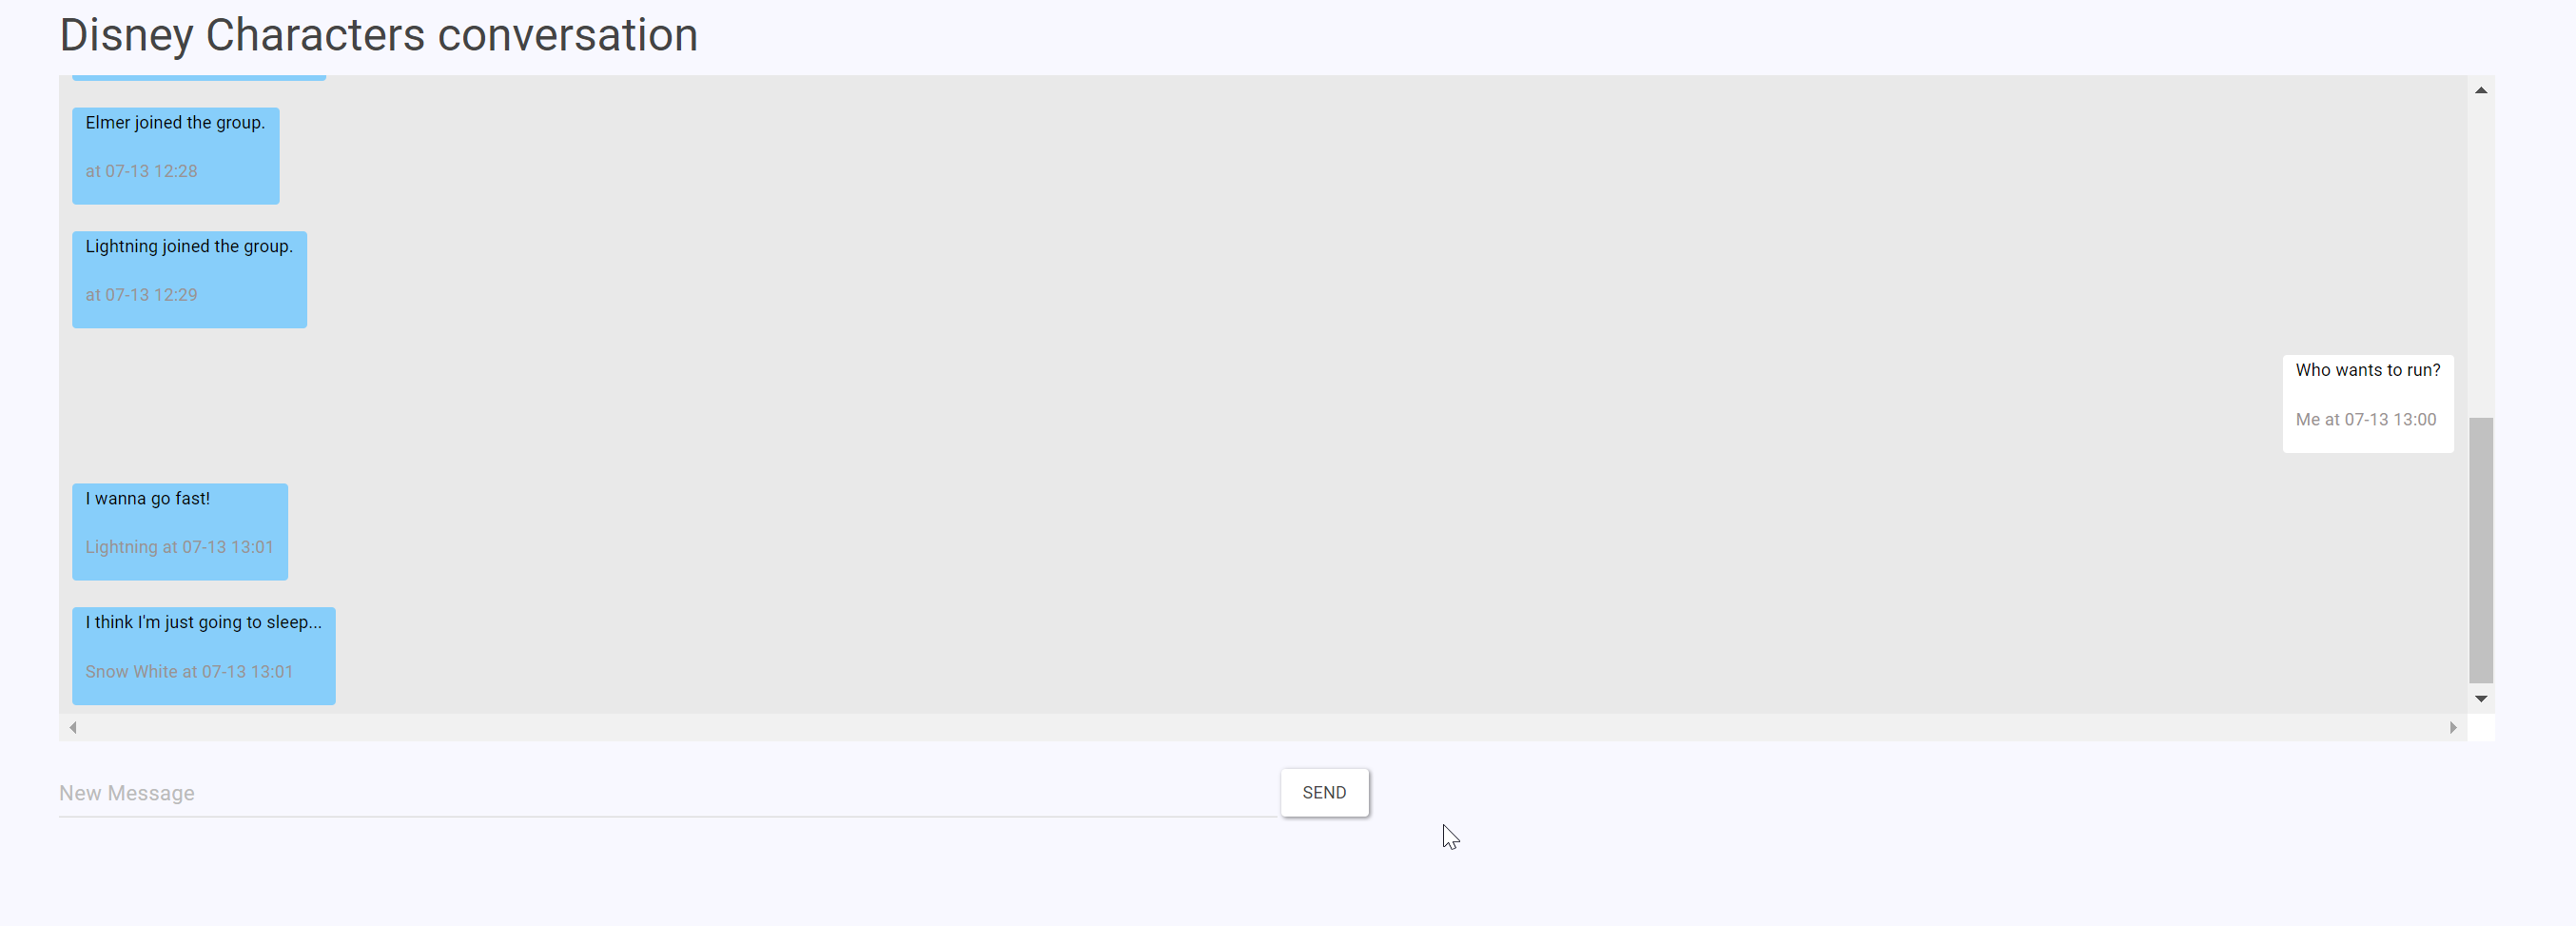 Disney Characters conversation
Elmer joined the group.
at 07-13 12:28
Lightning joined the group.
at 07-13 12:29
Who wants to run?
Me at 07-13 13:00
I wanna go fast!
Lightning at 07-13 13:01
I think I'm just going to sleep...
Snow White at 07-13 13:01
New Message
SEND